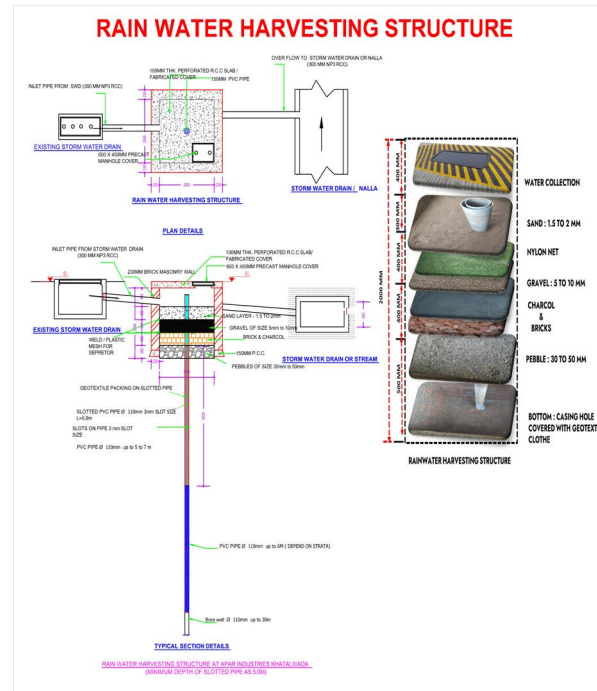 RAIN WATER HARVESTING STRUCTURE
100MM THK. PERFORATED R.C.C SLAB /
FABRICATED COVER
150MM PVC PIPE
OVER FLOW TO STORM WATER DRAIN OR NALLA
(300 MM NP3 RCC)
INLET PIPE FROM SWD (300 MM NP3 RCC)
EXISTING STORM WATER DRAIN
600 X 450MM PRECAST
MANHOLE COVER
STORM WATER DRAIN / NALLA
RAIN WATER HARVESTING STRUCTURE
PLAN DETAILS
INLET PIPE FROM STORM WATER DRAIN
(300 MM NP3 RCC)
100MM THK. PERFORATED R.C.C SLAB/
FABRICATED COVER
600 X 450MM PRECAST MANHOLE COVER
230MM BRICK MASONRY WALL
SAND LAYER - 1.5 TO 2mm
GRAVEL OF SIZE 5mm to 10mm
EXISTING STORM WATER DRAIN
BRICK & CHARCOL
WELD / PLASTIC
MESH FOR
SEPRETOR
150MM P.C.C.
STORM WATER DRAIN OR STREAM
PEBBLES OF SIZE 30mm to 50mm
GEOTEXTILE PACKING ON SLOTTED PIPE
SLOTTED PVC PIPE Ø 110mm 3mm SLOT SIZE
L=0.8m
SLOTS ON PIPE 3 mm SLOT
SIZE
PVC PIPE Ø 110mm up to 5 to 7 m
PVC PIPE Ø 110mm up to 6M ( DEFEND ON STRATA)
Bore well Ø 110mm up to 30m
TYPICAL SECTION DETAILS
RAIN WATER HARVESTING STRUCTURE AT APAR INDUSTRIES KHATALWADA
(MINIMUM DEPTH OF SLOTTED PIPE AS 5.0M)
2000 MM
400 MM
300 MM
400 MM
400 MM
500 MM
WATER COLLECTION
SAND : 1.5 TO 2 MM
NYLON NET
GRAVEL : 5 TO 10 MM
CHARCOL
&
BRICKS
PEBBLE : 30 TO 50 MM
BOTTOM : CASING HOLE
COVERED WITH GEOTEXT
CLOTHE
RAINWATER HARVESTING STRUCTURE